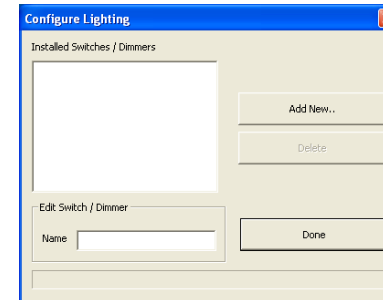 Configure Lighting
Installed Switches / Dimmers
Add New..
Delete
Edit Switch / Dimmer
Name
Done